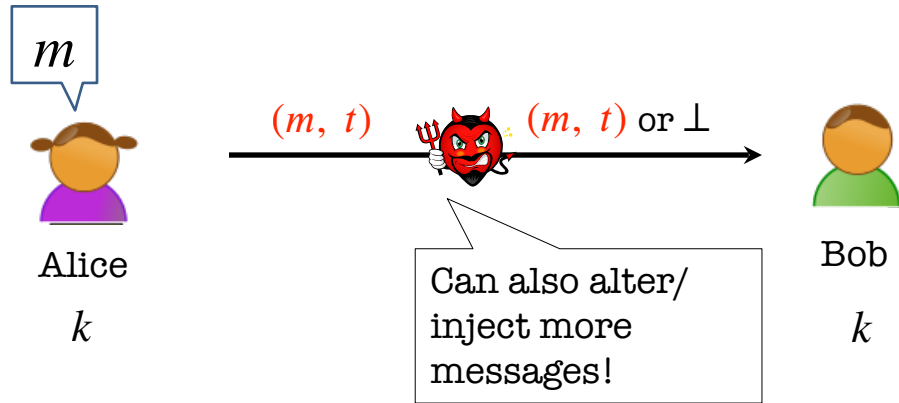 m
(m, t)
(m, t) or ⊥
Alice
Bob
k
k
Can also alter/
inject more
messages!